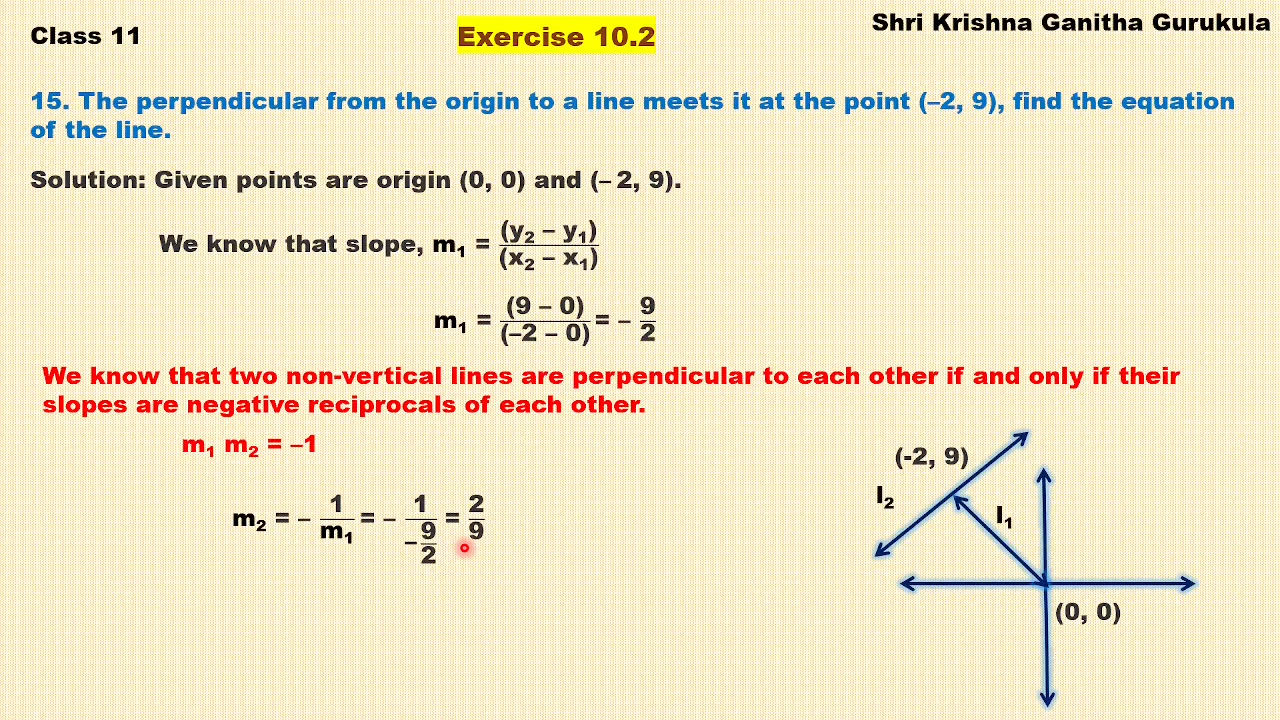 Class 11
Exercise 10.2
Shri Krishna Ganitha Gurukula
15. The perpendicular from the origin to a line meets it at the point (–2, 9), find the equation
of the line.
Solution: Given points are origin (0, 0) and (– 2, 9).
We know that slope, m₁ = (y₂ – y₁) / (x₂ – x₁)
m₁ = (9 – 0) / (–2 – 0) = – 9/2
We know that two non-vertical lines are perpendicular to each other if and only if their
slopes are negative reciprocals of each other.
m₁ m₂ = –1
m₂ = – 1/m₁ = – 1/(– 9/2) = 2/9
(-2, 9)
l₂
l₁
(0, 0)